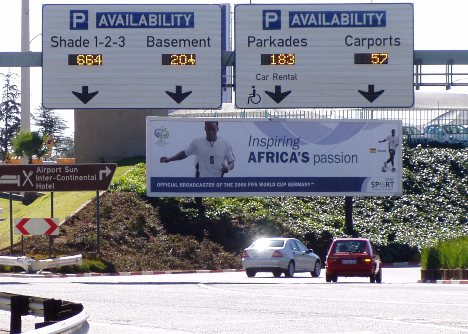 P AVAILABILITY
Shade 1-2-3 Basement
664 204
P AVAILABILITY
Parkades Carports
183 57
Car Rental
Inspiring
AFRICA'S passion
OFFICIAL BROADCASTER OF THE 2006 FIFA WORLD CUP GERMANY™
SPORT
8
Airport Sun
Inter-Continental
Hotel